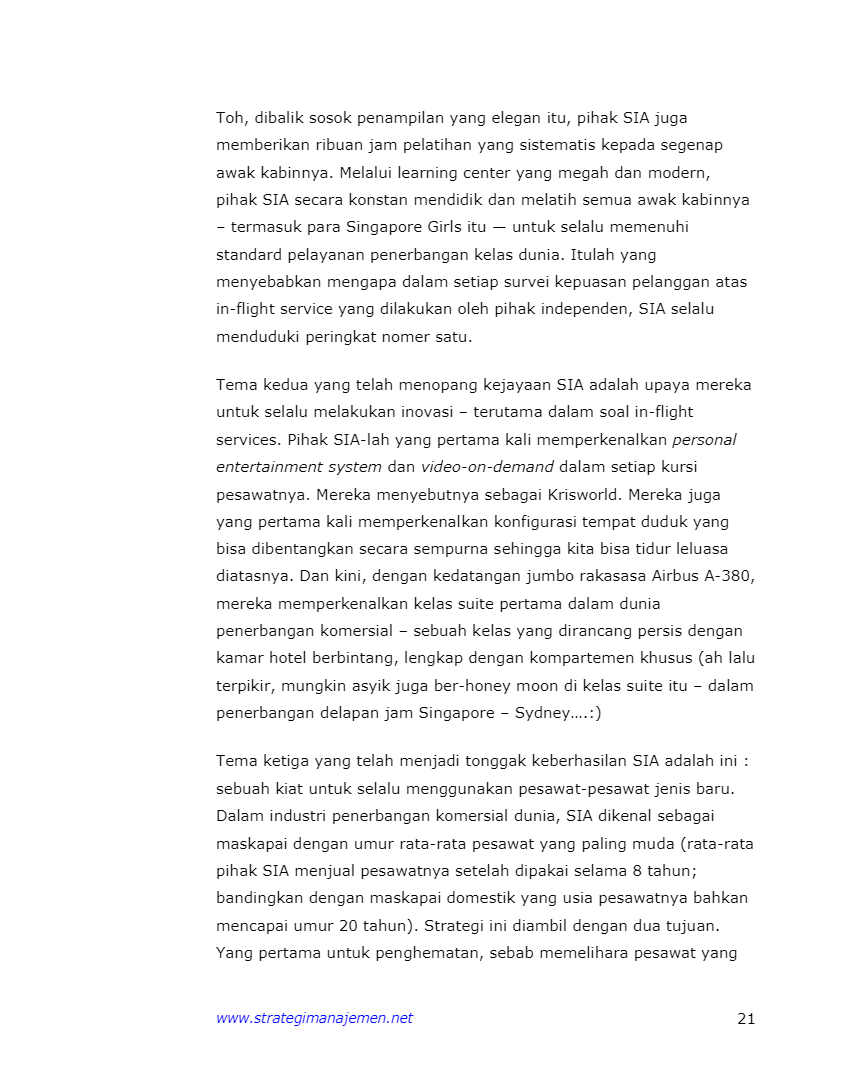 Toh, dibalik sosok penampilan yang elegan itu, pihak SIA juga
memberikan ribuan jam pelatihan yang sistematis kepada segenap
awak kabinnya. Melalui learning center yang megah dan modern,
pihak SIA secara konstan mendidik dan melatih semua awak kabinnya
– termasuk para Singapore Girls itu — untuk selalu memenuhi
standard pelayanan penerbangan kelas dunia. Itulah yang
menyebabkan mengapa dalam setiap survei kepuasan pelanggan atas
in-flight service yang dilakukan oleh pihak independen, SIA selalu
menduduki peringkat nomer satu.
Tema kedua yang telah menopang kejayaan SIA adalah upaya mereka
untuk selalu melakukan inovasi – terutama dalam soal in-flight
services. Pihak SIA-lah yang pertama kali memperkenalkan personal
entertainment system dan video-on-demand dalam setiap kursi
pesawatnya. Mereka menyebutnya sebagai Krisworld. Mereka juga
yang pertama kali memperkenalkan konfigurasi tempat duduk yang
bisa dibentangkan secara sempurna sehingga kita bisa tidur leluasa
diatasnya. Dan kini, dengan kedatangan jumbo rakasasa Airbus A-380,
mereka memperkenalkan kelas suite pertama dalam dunia
penerbangan komersial – sebuah kelas yang dirancang persis dengan
kamar hotel berbintang, lengkap dengan kompartemen khusus (ah lalu
terpikir, mungkin asyik juga ber-honey moon di kelas suite itu – dalam
penerbangan delapan jam Singapore – Sydney….:)
Tema ketiga yang telah menjadi tonggak keberhasilan SIA adalah ini :
sebuah kiat untuk selalu menggunakan pesawat-pesawat jenis baru.
Dalam industri penerbangan komersial dunia, SIA dikenal sebagai
maskapai dengan umur rata-rata pesawat yang paling muda (rata-rata
pihak SIA menjual pesawatnya setelah dipakai selama 8 tahun;
bandingkan dengan maskapai domestik yang usia pesawatnya bahkan
mencapai umur 20 tahun). Strategi ini diambil dengan dua tujuan.
Yang pertama untuk penghematan, sebab memelihara pesawat yang
www.strategimanajemen.net 21